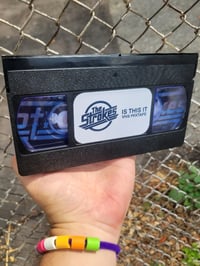 THE
Strokes
IS THIS IT
VHS MIXTAPE